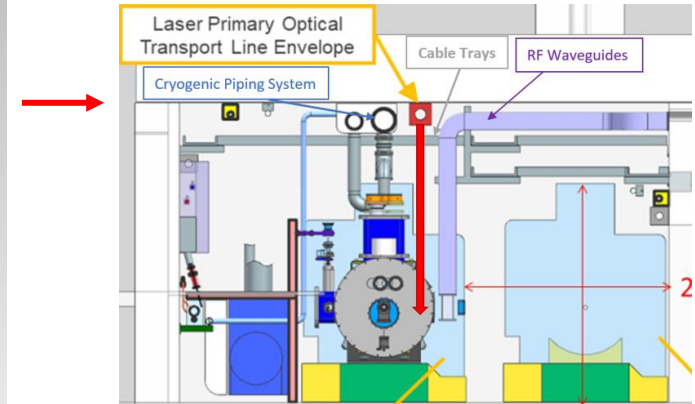 Laser Primary Optical
Transport Line Envelope
Cable Trays
RF Waveguides
Cryogenic Piping System
2